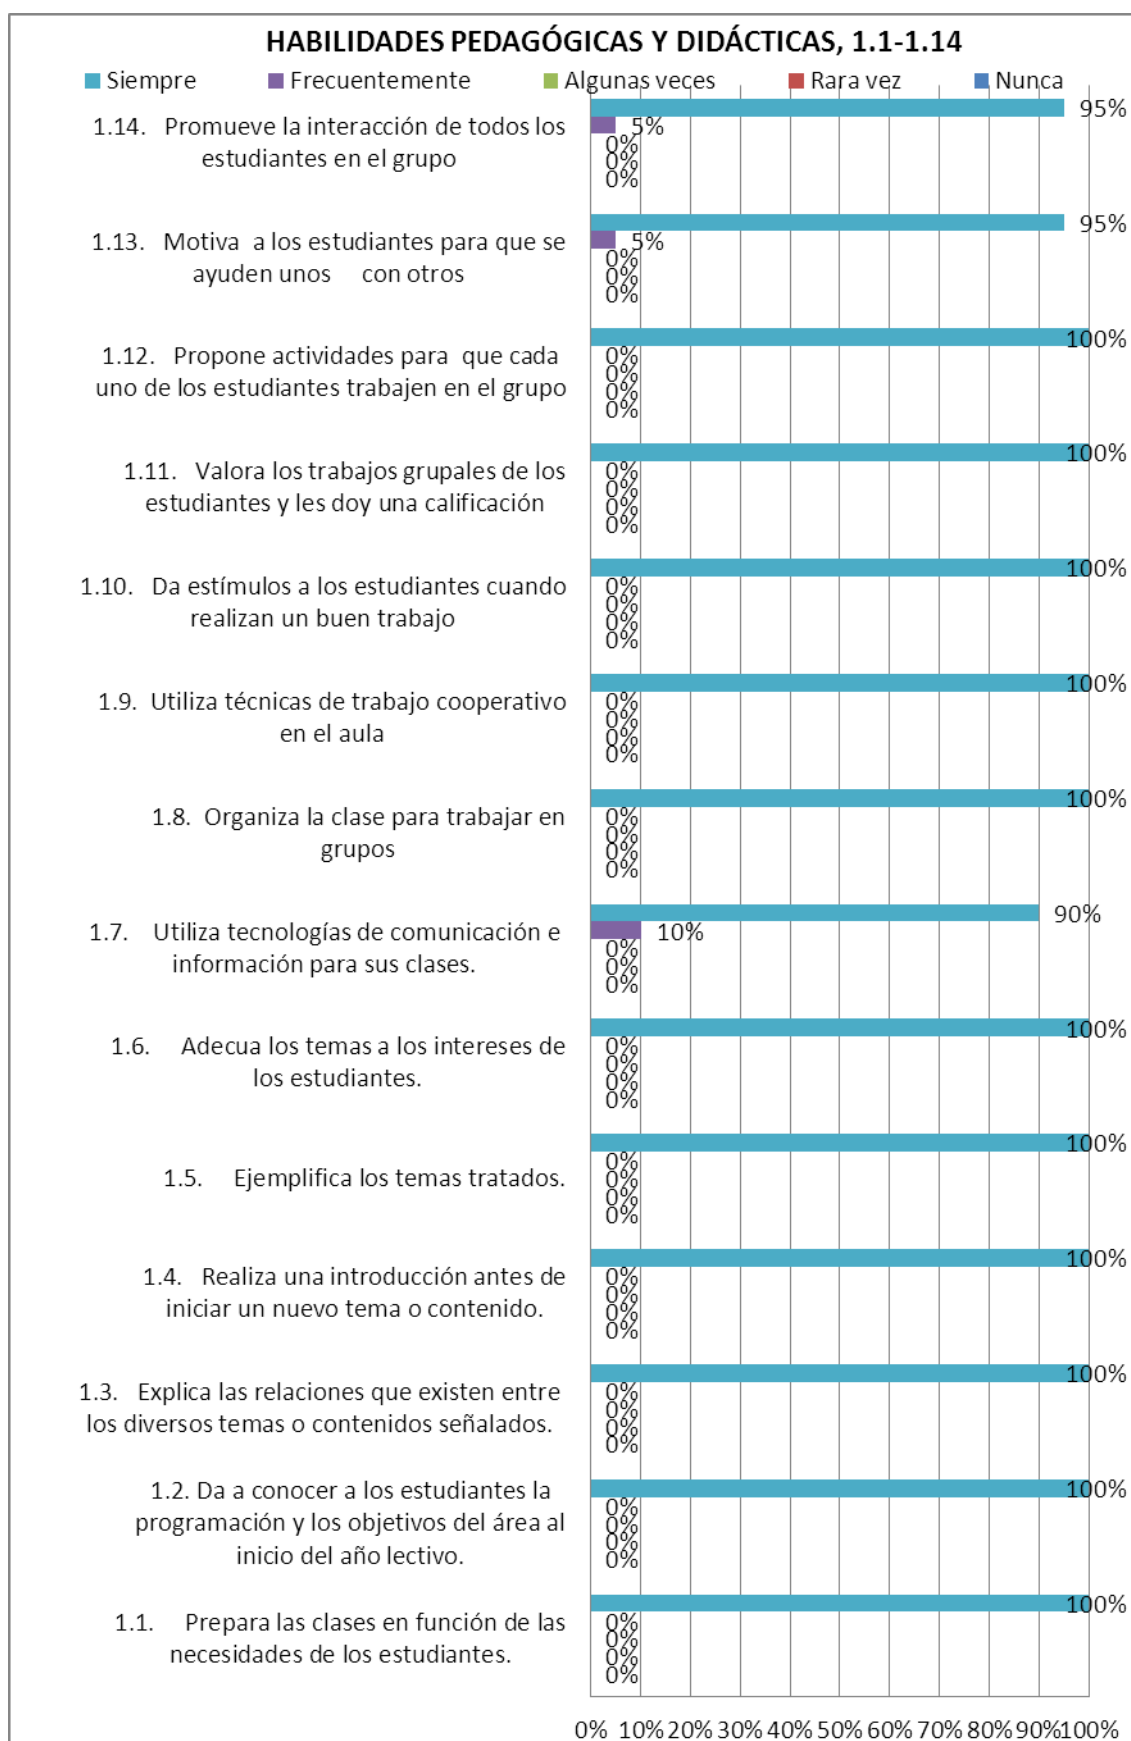 HABILIDADES PEDAGÓGICAS Y DIDÁCTICAS, 1.1-1.14
Siempre Frecuentemente Algunas veces Rara vez Nunca
1.14. Promueve la interacción de todos los
estudiantes en el grupo
95%
5%
0%
0%
0%
1.13. Motiva a los estudiantes para que se
ayuden unos con otros
95%
5%
0%
0%
0%
1.12. Propone actividades para que cada
uno de los estudiantes trabajen en el grupo
100%
0%
0%
0%
0%
1.11. Valora los trabajos grupales de los
estudiantes y les doy una calificación
100%
0%
0%
0%
0%
1.10. Da estímulos a los estudiantes cuando
realizan un buen trabajo
100%
0%
0%
0%
0%
1.9. Utiliza técnicas de trabajo cooperativo
en el aula
100%
0%
0%
0%
0%
1.8. Organiza la clase para trabajar en
grupos
100%
0%
0%
0%
0%
1.7. Utiliza tecnologías de comunicación e
información para sus clases.
90%
10%
0%
0%
0%
1.6. Adecua los temas a los intereses de
los estudiantes.
100%
0%
0%
0%
0%
1.5. Ejemplifica los temas tratados.
100%
0%
0%
0%
0%
1.4. Realiza una introducción antes de
iniciar un nuevo tema o contenido.
100%
0%
0%
0%
0%
1.3. Explica las relaciones que existen entre
los diversos temas o contenidos señalados.
100%
0%
0%
0%
0%
1.2. Da a conocer a los estudiantes la
programación y los objetivos del área al
inicio del año lectivo.
100%
0%
0%
0%
0%
1.1. Prepara las clases en función de las
necesidades de los estudiantes.
100%
0%
0%
0%
0%
0% 10% 20% 30% 40% 50% 60% 70% 80% 90% 100%